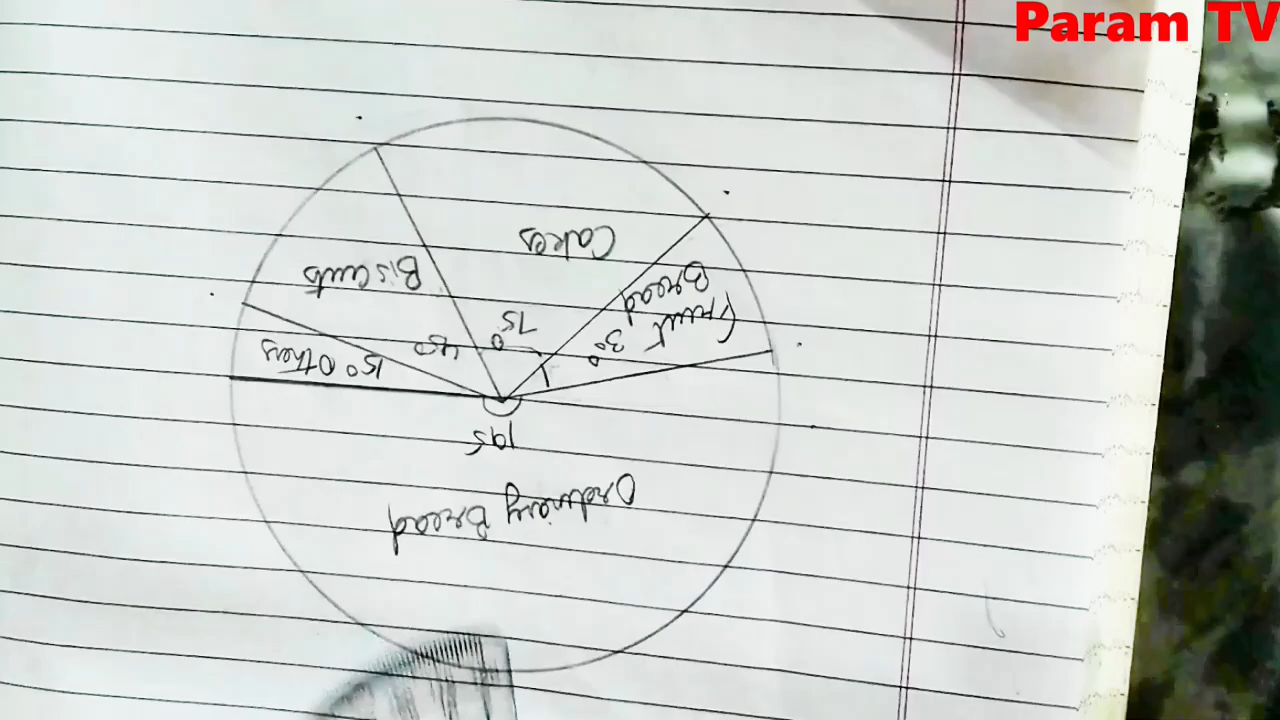 Param TV
Ordinary Bread
195
15° Others
45°
Biscuits
75°
Cakes
30°
Fruit
Bread